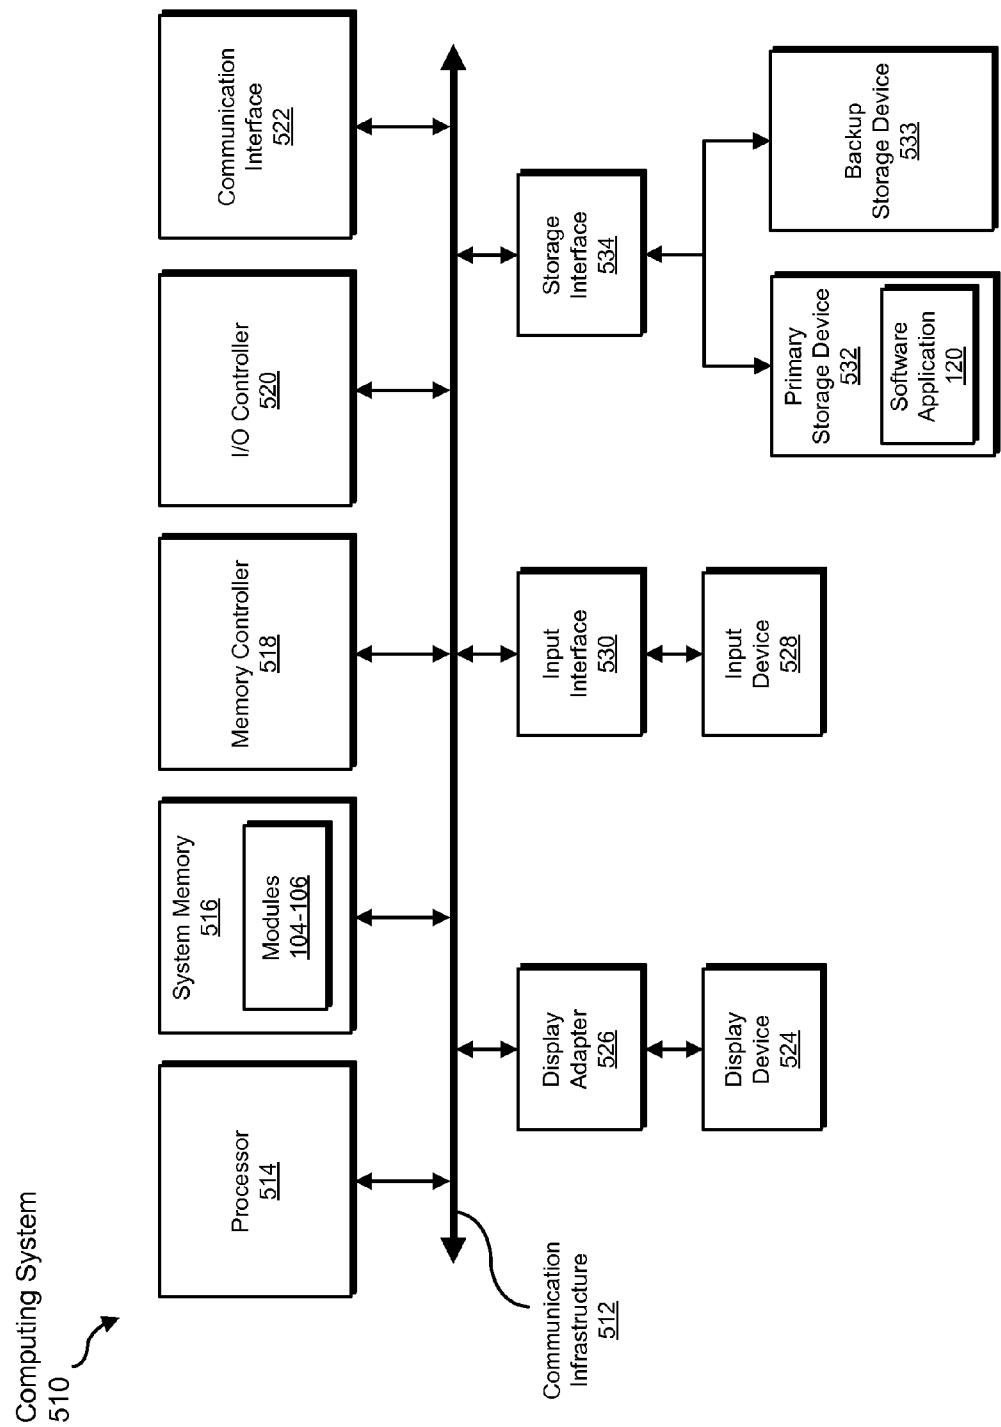 Computing System
510
Processor
514
System Memory
516
Modules
104-106
Memory Controller
518
I/O Controller
520
Communication
Interface
522
Communication
Infrastructure
512
Display
Adapter
526
Input
Interface
530
Storage
Interface
534
Display
Device
524
Input
Device
528
Primary
Storage Device
532
Software
Application
120
Backup
Storage Device
533